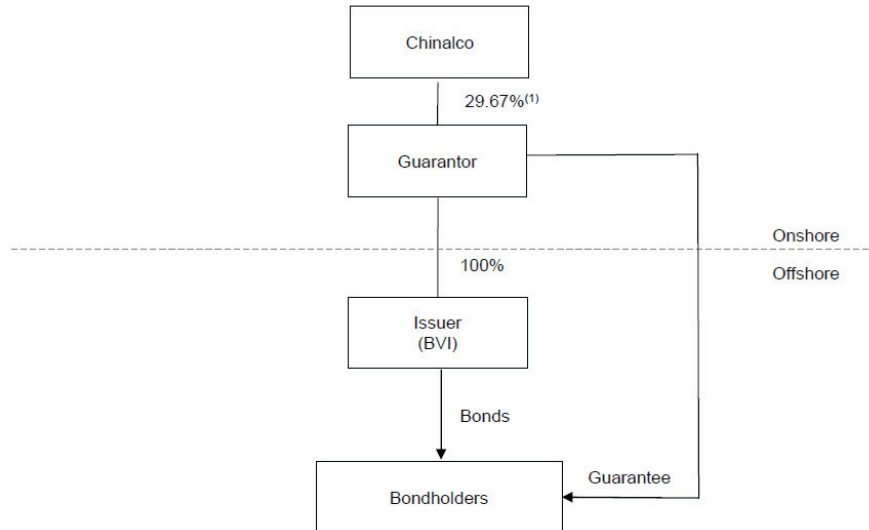 Chinalco
29.67%(1)
Guarantor
Onshore
100%
Offshore
Issuer
(BVI)
Bonds
Guarantee
Bondholders